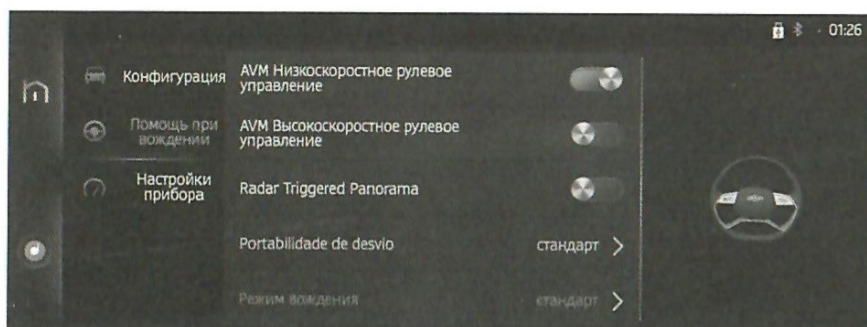 01:26
Конфигурация
Помощь при
вождении
Настройки
прибора
AVM Низкоскоростное рулевое
управление
AVM Высокоскоростное рулевое
управление
Radar Triggered Panorama
Portabilidade de desvio
стандарт
Режим вождения
стандарт